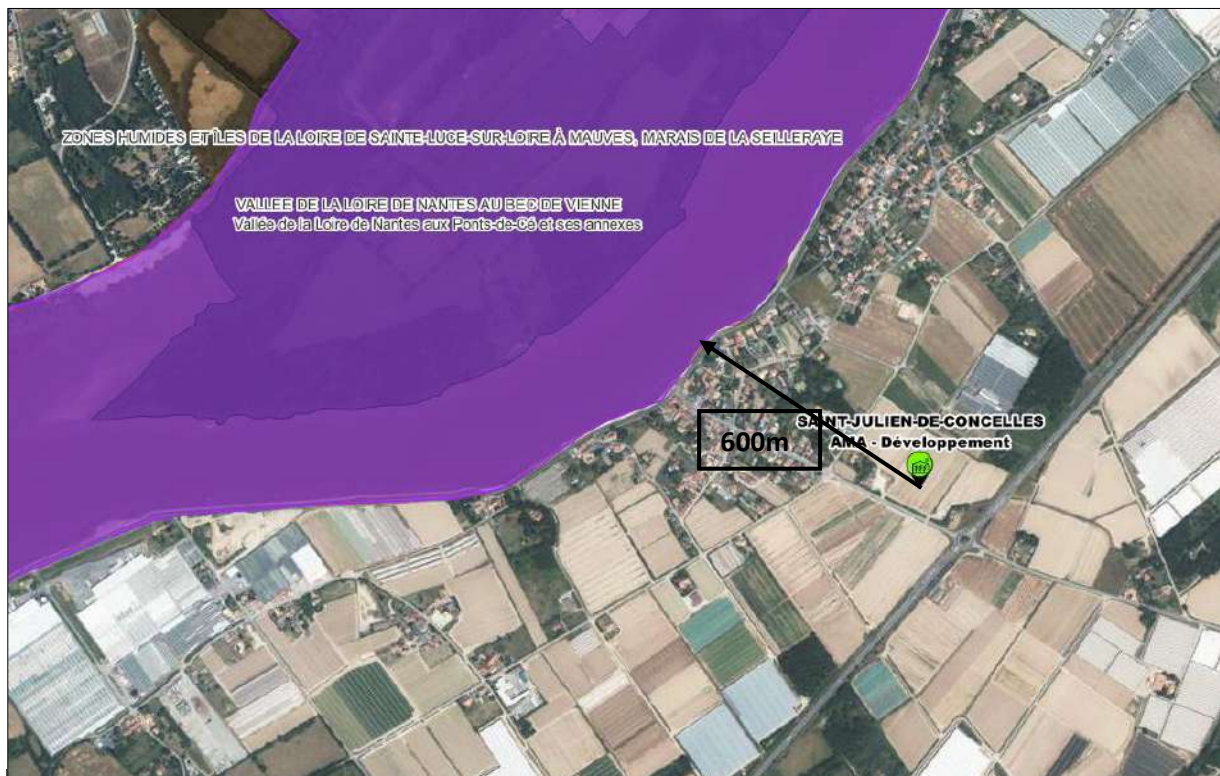 ZONES HUMIDES ET ÎLES DE LA LOIRE DE SAINTE-LUCE-SUR-LOIRE À MAUVES, MARAIS DE LA SEILLERAYE
VALLEE DE LA LOIRE DE NANTES AU BEC DE VIENNE
Vallée de la Loire de Nantes aux Ponts-de-Cé et ses annexes
SAINT-JULIEN-DE-CONCELLES
AMA - Développement
600m